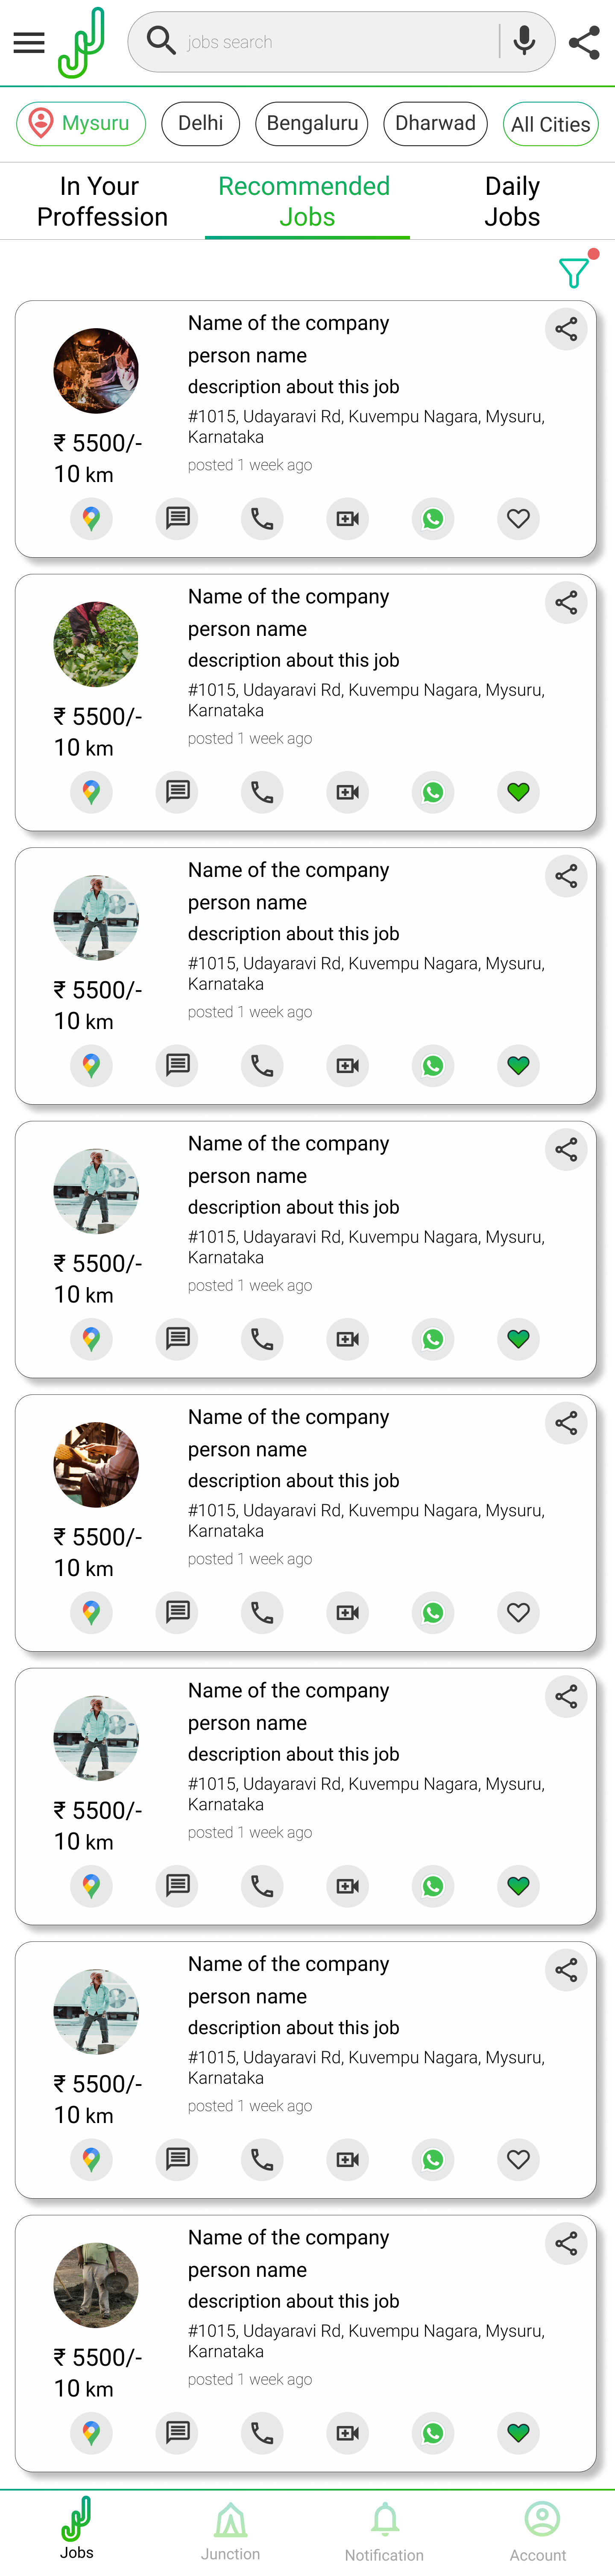 jobs search
Mysuru
Delhi
Bengaluru
Dharwad
All Cities
In Your
Proffession
Recommended
Jobs
Daily
Jobs
Name of the company
person name
description about this job
#1015, Udayaravi Rd, Kuvempu Nagara, Mysuru,
Karnataka
posted 1 week ago
₹ 5500/-
10 km
Name of the company
person name
description about this job
#1015, Udayaravi Rd, Kuvempu Nagara, Mysuru,
Karnataka
posted 1 week ago
₹ 5500/-
10 km
Name of the company
person name
description about this job
#1015, Udayaravi Rd, Kuvempu Nagara, Mysuru,
Karnataka
posted 1 week ago
₹ 5500/-
10 km
Name of the company
person name
description about this job
#1015, Udayaravi Rd, Kuvempu Nagara, Mysuru,
Karnataka
posted 1 week ago
₹ 5500/-
10 km
Name of the company
person name
description about this job
#1015, Udayaravi Rd, Kuvempu Nagara, Mysuru,
Karnataka
posted 1 week ago
₹ 5500/-
10 km
Name of the company
person name
description about this job
#1015, Udayaravi Rd, Kuvempu Nagara, Mysuru,
Karnataka
posted 1 week ago
₹ 5500/-
10 km
Name of the company
person name
description about this job
#1015, Udayaravi Rd, Kuvempu Nagara, Mysuru,
Karnataka
posted 1 week ago
₹ 5500/-
10 km
Name of the company
person name
description about this job
#1015, Udayaravi Rd, Kuvempu Nagara, Mysuru,
Karnataka
posted 1 week ago
₹ 5500/-
10 km
Jobs
Junction
Notification
Account